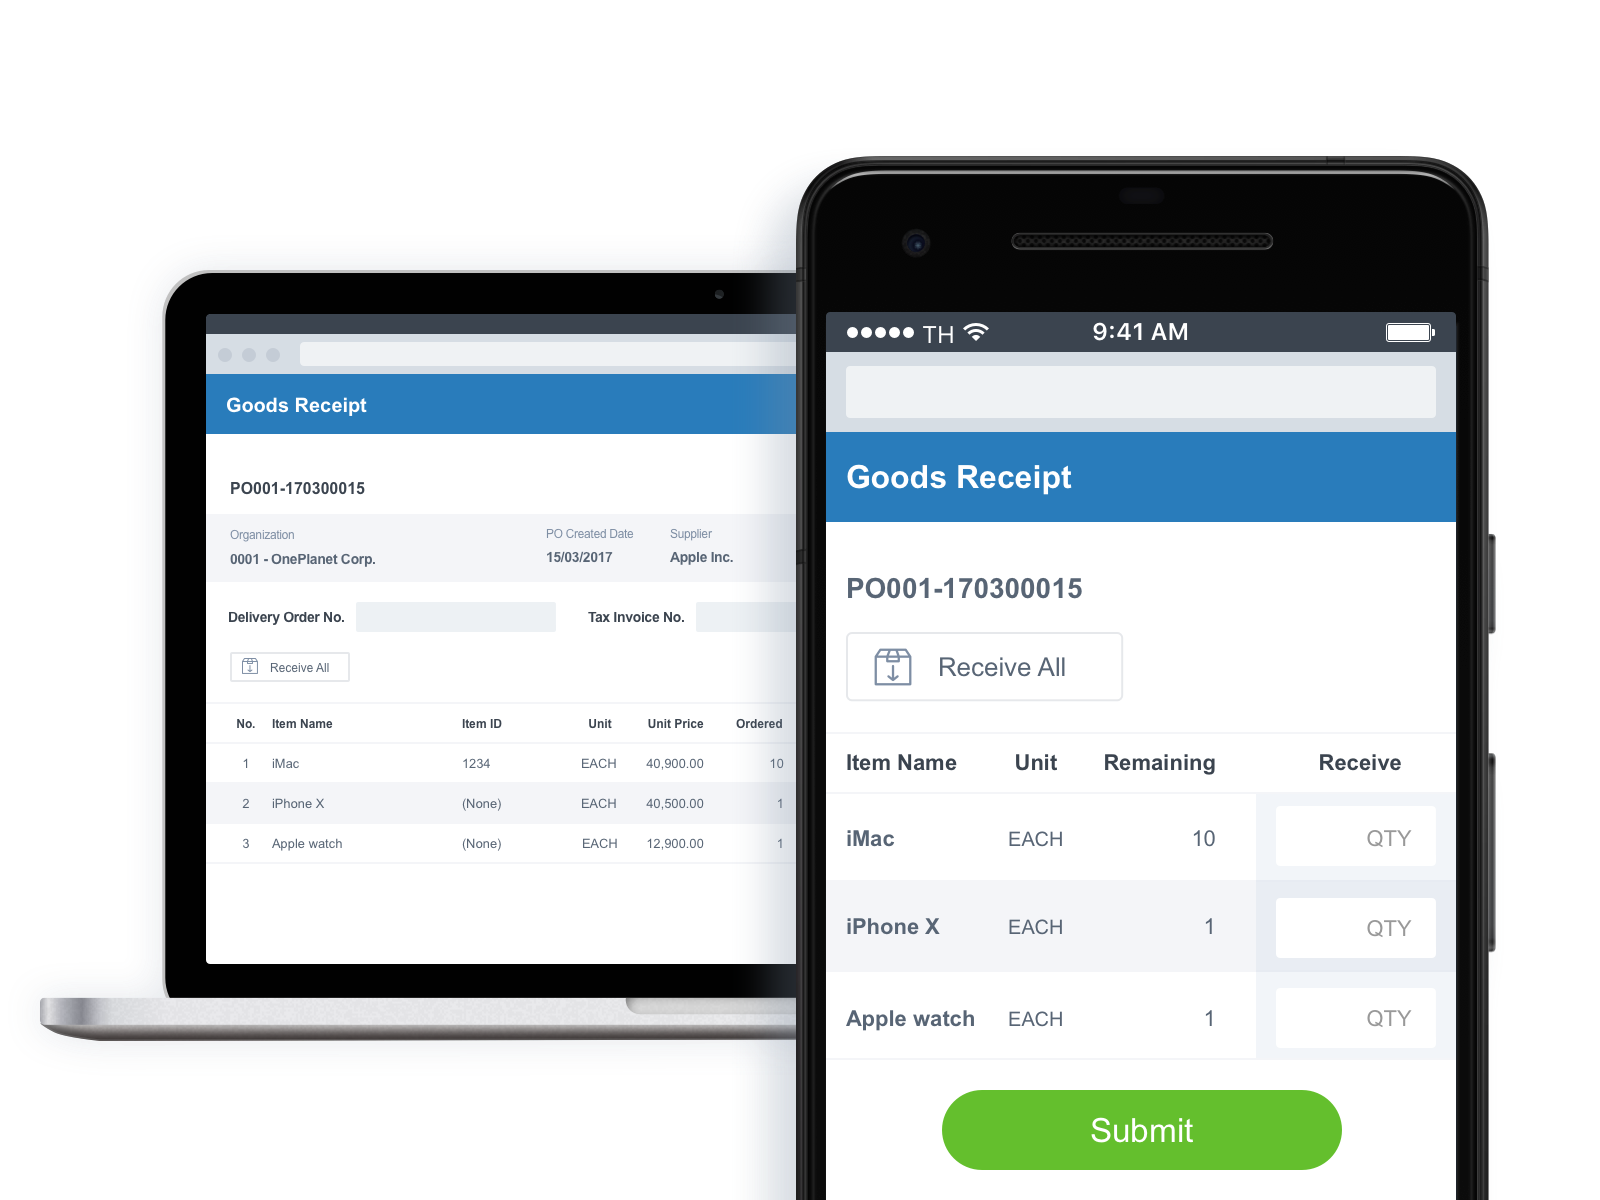 Goods Receipt
PO001-170300015
Organization PO Created Date Supplier
0001 - OnePlanet Corp. 15/03/2017 Apple Inc.
Delivery Order No. Tax Invoice No.
Receive All
No. Item Name Item ID Unit Unit Price Ordered
1 iMac 1234 EACH 40,900.00 10
2 iPhone X (None) EACH 40,500.00 1
3 Apple watch (None) EACH 12,900.00 1
TH 9:41 AM
Goods Receipt
PO001-170300015
Receive All
Item Name Unit Remaining Receive
iMac EACH 10 QTY
iPhone X EACH 1 QTY
Apple watch EACH 1 QTY
Submit